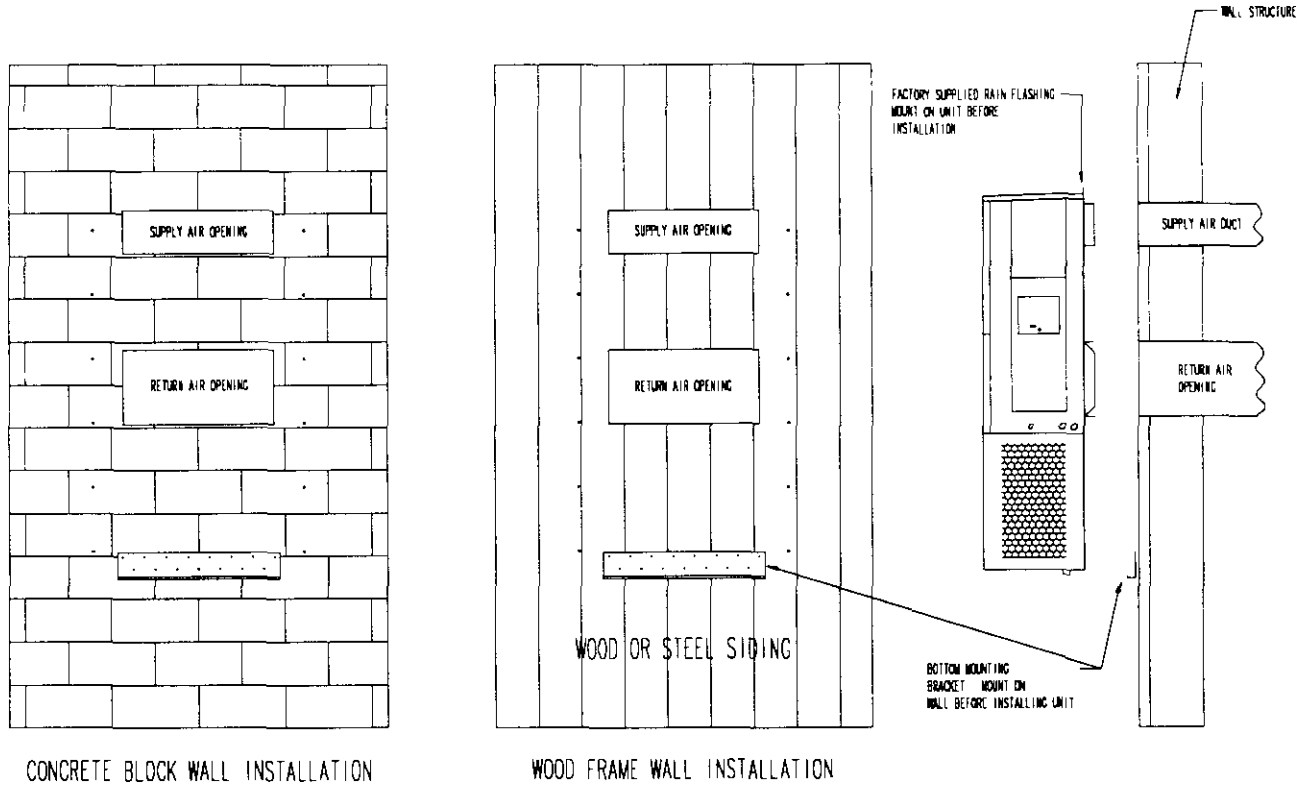 WALL STRUCTURE
FACTORY SUPPLIED RAIN FLASHING
MOUNT ON UNIT BEFORE
INSTALLATION
SUPPLY AIR OPENING
SUPPLY AIR OPENING
SUPPLY AIR DUCT
RETURN AIR OPENING
RETURN AIR OPENING
RETURN AIR
OPENING
WOOD OR STEEL SIDING
BOTTOM MOUNTING
BRACKET MOUNT ON
WALL BEFORE INSTALLING UNIT
CONCRETE BLOCK WALL INSTALLATION
WOOD FRAME WALL INSTALLATION